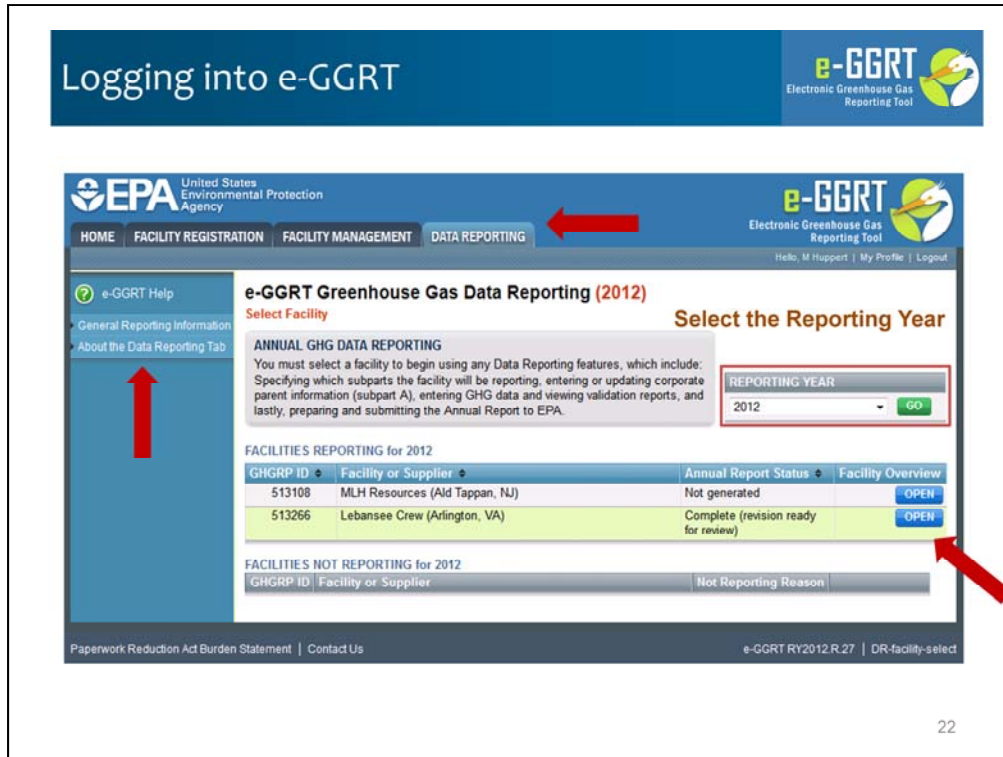 Logging into e-GGRT
e-GGRT
Electronic Greenhouse Gas
Reporting Tool
EPA
United States
Environmental Protection
Agency
e-GGRT
Electronic Greenhouse Gas
Reporting Tool
HOME FACILITY REGISTRATION FACILITY MANAGEMENT DATA REPORTING
Hello, M Huppert | My Profile | Logout
? e-GGRT Help
General Reporting Information
About the Data Reporting Tab
e-GGRT Greenhouse Gas Data Reporting (2012)
Select Facility
Select the Reporting Year
ANNUAL GHG DATA REPORTING
You must select a facility to begin using any Data Reporting features, which include:
Specifying which subparts the facility will be reporting, entering or updating corporate
parent information (subpart A), entering GHG data and viewing validation reports, and
lastly, preparing and submitting the Annual Report to EPA.
REPORTING YEAR
2012 GO
FACILITIES REPORTING for 2012
GHGRP ID Facility or Supplier Annual Report Status Facility Overview
513108 MLH Resources (Ald Tappan, NJ) Not generated OPEN
513266 Lebansee Crew (Arlington, VA) Complete (revision ready OPEN
for review)
FACILITIES NOT REPORTING for 2012
GHGRP ID Facility or Supplier Not Reporting Reason
Paperwork Reduction Act Burden Statement | Contact Us e-GGRT RY2012.R.27 | DR-facility-select
22